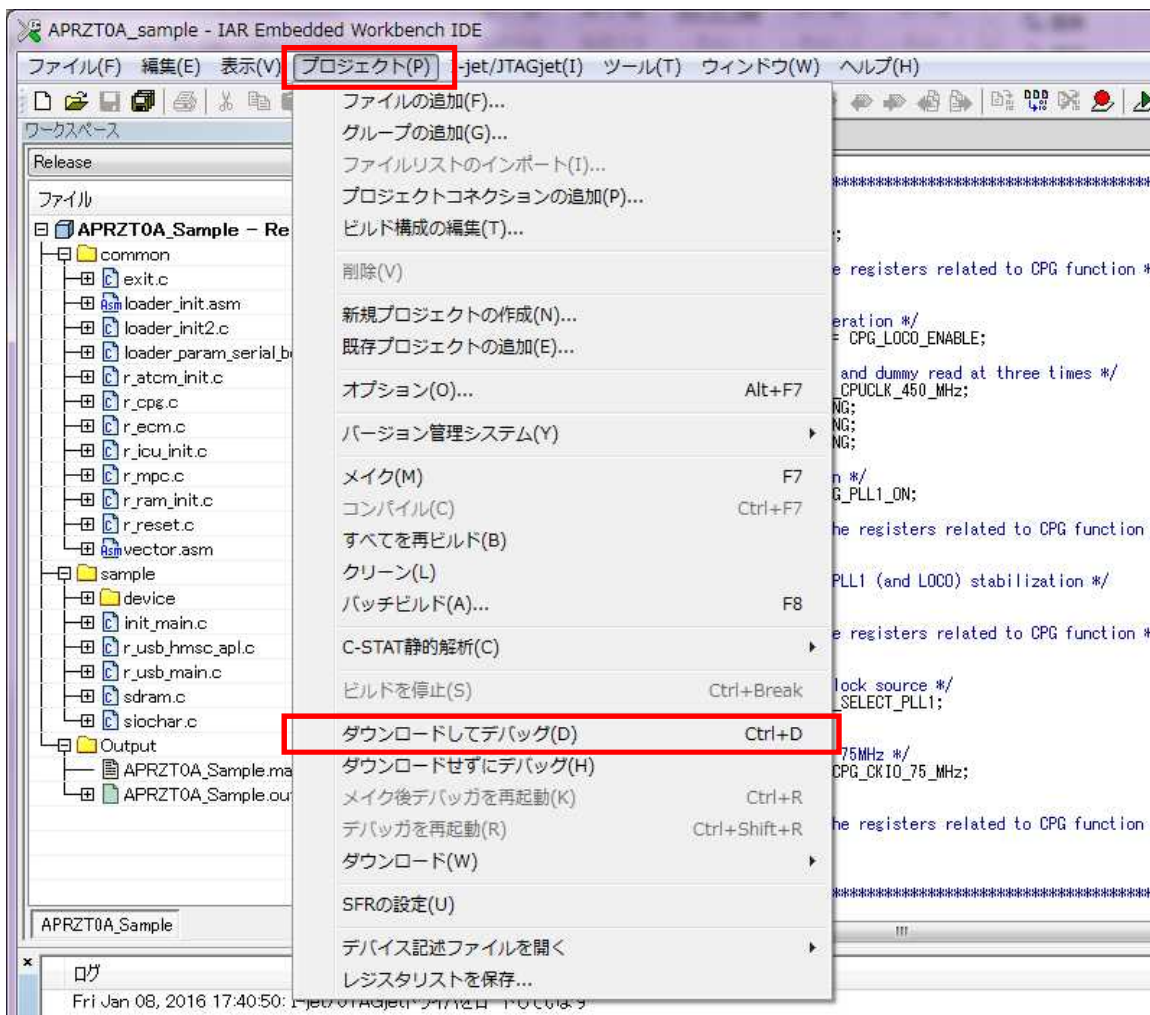 APRZT0A_sample - IAR Embedded Workbench IDE
ファイル(F) 編集(E) 表示(V) プロジェクト(P) -jet/JTAGjet(I) ツール(T) ウィンドウ(W) ヘルプ(H)
ワークスペース
Release
ファイル
APRZT0A_Sample – Re
common
exit.c
loader_init.asm
loader_init2.c
loader_param_serial_b
r_atcm_init.c
r_cpg.c
r_ecm.c
r_icu_init.c
r_mpc.c
r_ram_init.c
r_reset.c
vector.asm
sample
device
init_main.c
r_usb_hmsc_apl.c
r_usb_main.c
sdram.c
siochar.c
Output
APRZT0A_Sample.ma
APRZT0A_Sample.ou
APRZT0A_Sample
ファイルの追加(F)...
グループの追加(G)...
ファイルリストのインポート(I)...
プロジェクトコネクションの追加(P)...
ビルド構成の編集(T)...
削除(V)
新規プロジェクトの作成(N)...
既存プロジェクトの追加(E)...
オプション(O)... Alt+F7
バージョン管理システム(Y)
メイク(M) F7
コンパイル(C) Ctrl+F7
すべてを再ビルド(B)
クリーン(L)
バッチビルド(A)... F8
C-STAT静的解析(C)
ビルドを停止(S) Ctrl+Break
ダウンロードしてデバッグ(D) Ctrl+D
ダウンロードせずにデバッグ(H)
メイク後デバッガを再起動(K) Ctrl+R
デバッガを再起動(R) Ctrl+Shift+R
ダウンロード(W)
SFRの設定(U)
デバイス記述ファイルを開く
レジスタリストを保存...
;
e registers related to CPG function *
eration */
= CPG_LOCO_ENABLE;
and dummy read at three times */
_CPUCLK_450_MHz;
NG;
NG;
NG;
n */
G_PLL1_ON;
he registers related to CPG function
PLL1 (and LOCO) stabilization */
e registers related to CPG function *
lock source */
_SELECT_PLL1;
75MHz */
CPG_CKIO_75_MHz;
he registers related to CPG function
ログ
Fri Jan 08, 2016 17:40:50: